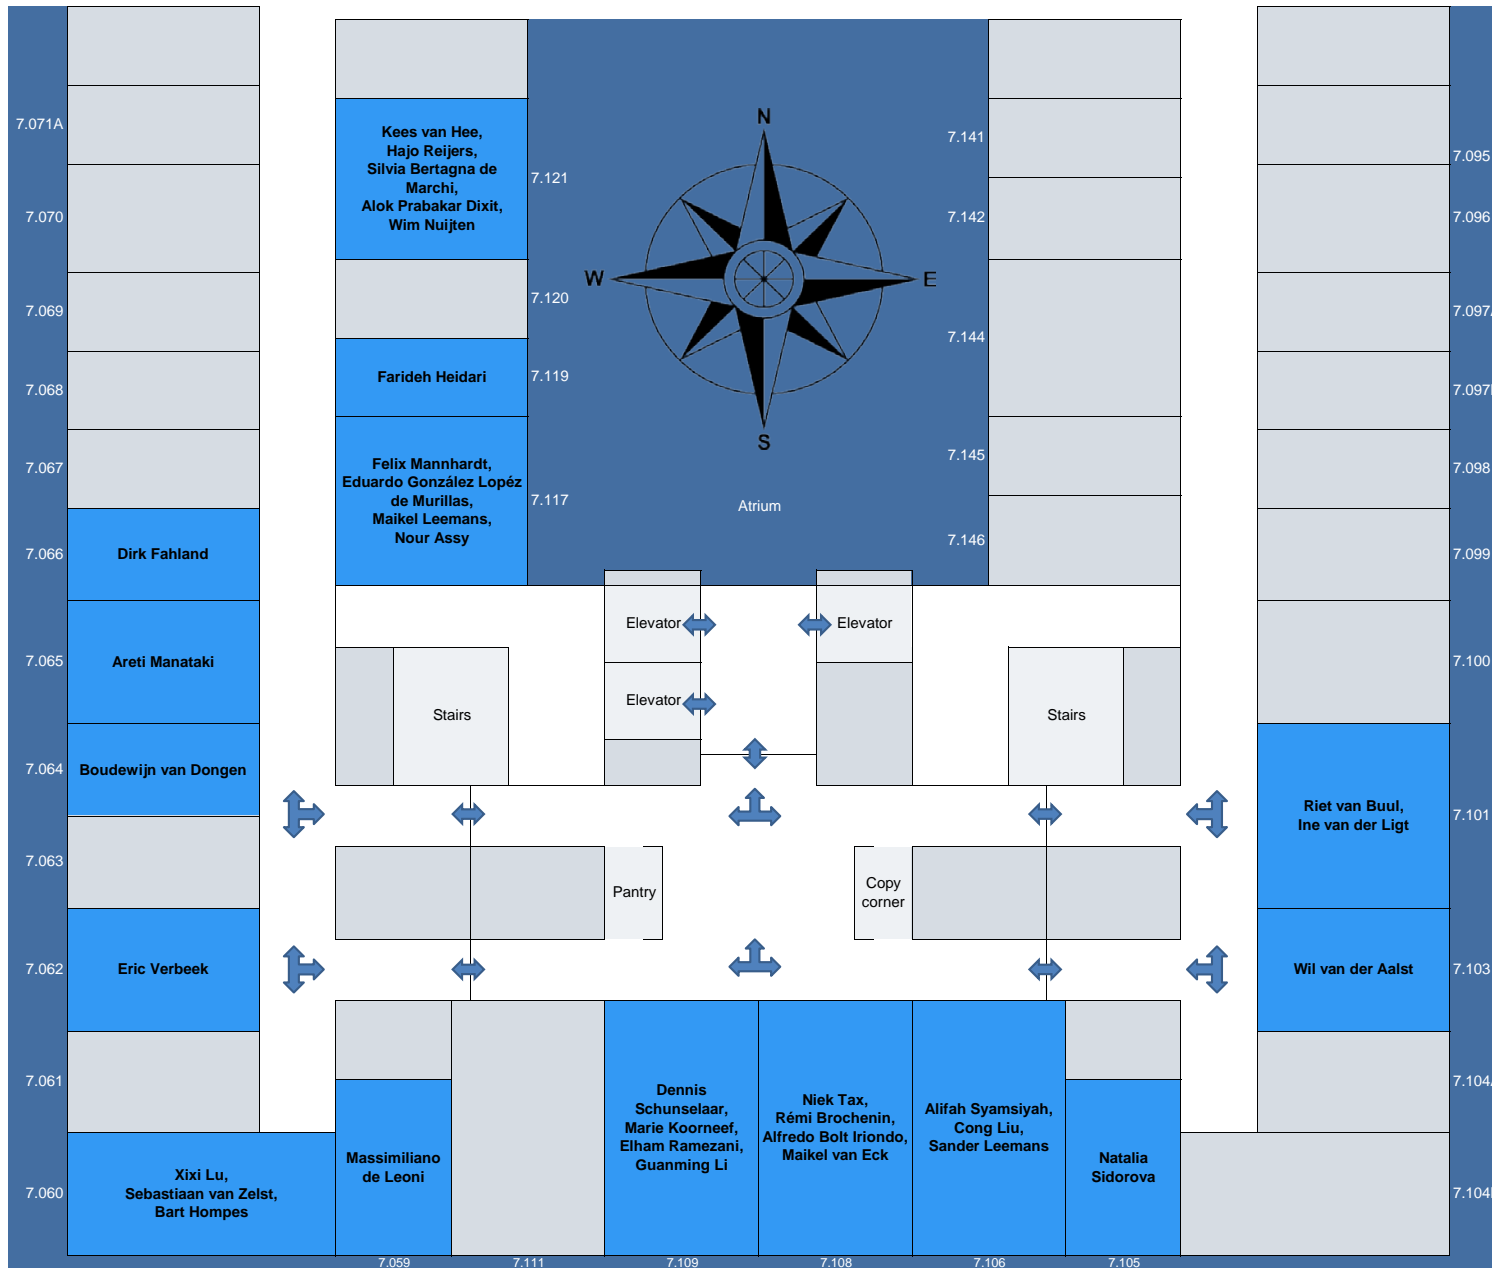 7.071A
7.070
7.069
7.068
7.067
7.066
7.065
7.064
7.063
7.062
7.061
7.060
Dirk Fahland
Areti Manataki
Boudewijn van Dongen
Eric Verbeek
Xixi Lu,
Sebastiaan van Zelst,
Bart Hompes
Kees van Hee,
Hajo Reijers,
Silvia Bertagna de
Marchi,
Alok Prabakar Dixit,
Wim Nuijten
Farideh Heidari
Felix Mannhardt,
Eduardo González Lopéz
de Murillas,
Maikel Leemans,
Nour Assy
7.121
7.120
7.119
7.117
N
W
E
S
Atrium
7.141
7.142
7.144
7.145
7.146
Elevator
Elevator
Elevator
Stairs
Stairs
Pantry
Copy
corner
Massimiliano
de Leoni
Dennis
Schunselaar,
Marie Koorneef,
Elham Ramezani,
Guanming Li
Niek Tax,
Rémi Brochenin,
Alfredo Bolt Iriondo,
Maikel van Eck
Alifah Syamsiyah,
Cong Liu,
Sander Leemans
Natalia
Sidorova
7.059
7.111
7.109
7.108
7.106
7.105
Riet van Buul,
Ine van der Ligt
Wil van der Aalst
7.095
7.096
7.097
7.097
7.098
7.099
7.100
7.101
7.103
7.104
7.104